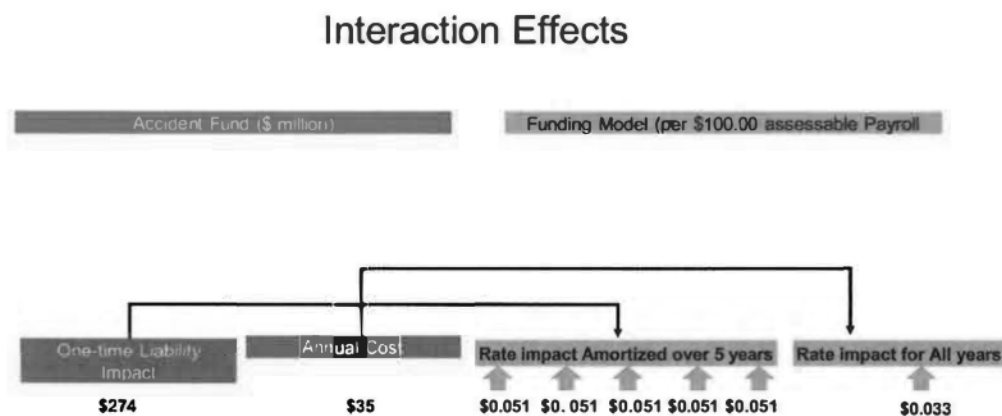 Interaction Effects
Accident Fund ($ million)
Funding Model (per $100.00 assessable Payroll
One-time Liability
Impact
Annual Cost
Rate impact Amortized over 5 years
Rate impact for All years
$274
$35
$0.051 $0. 051 $0.051 $0.051 $0.051
$0.033